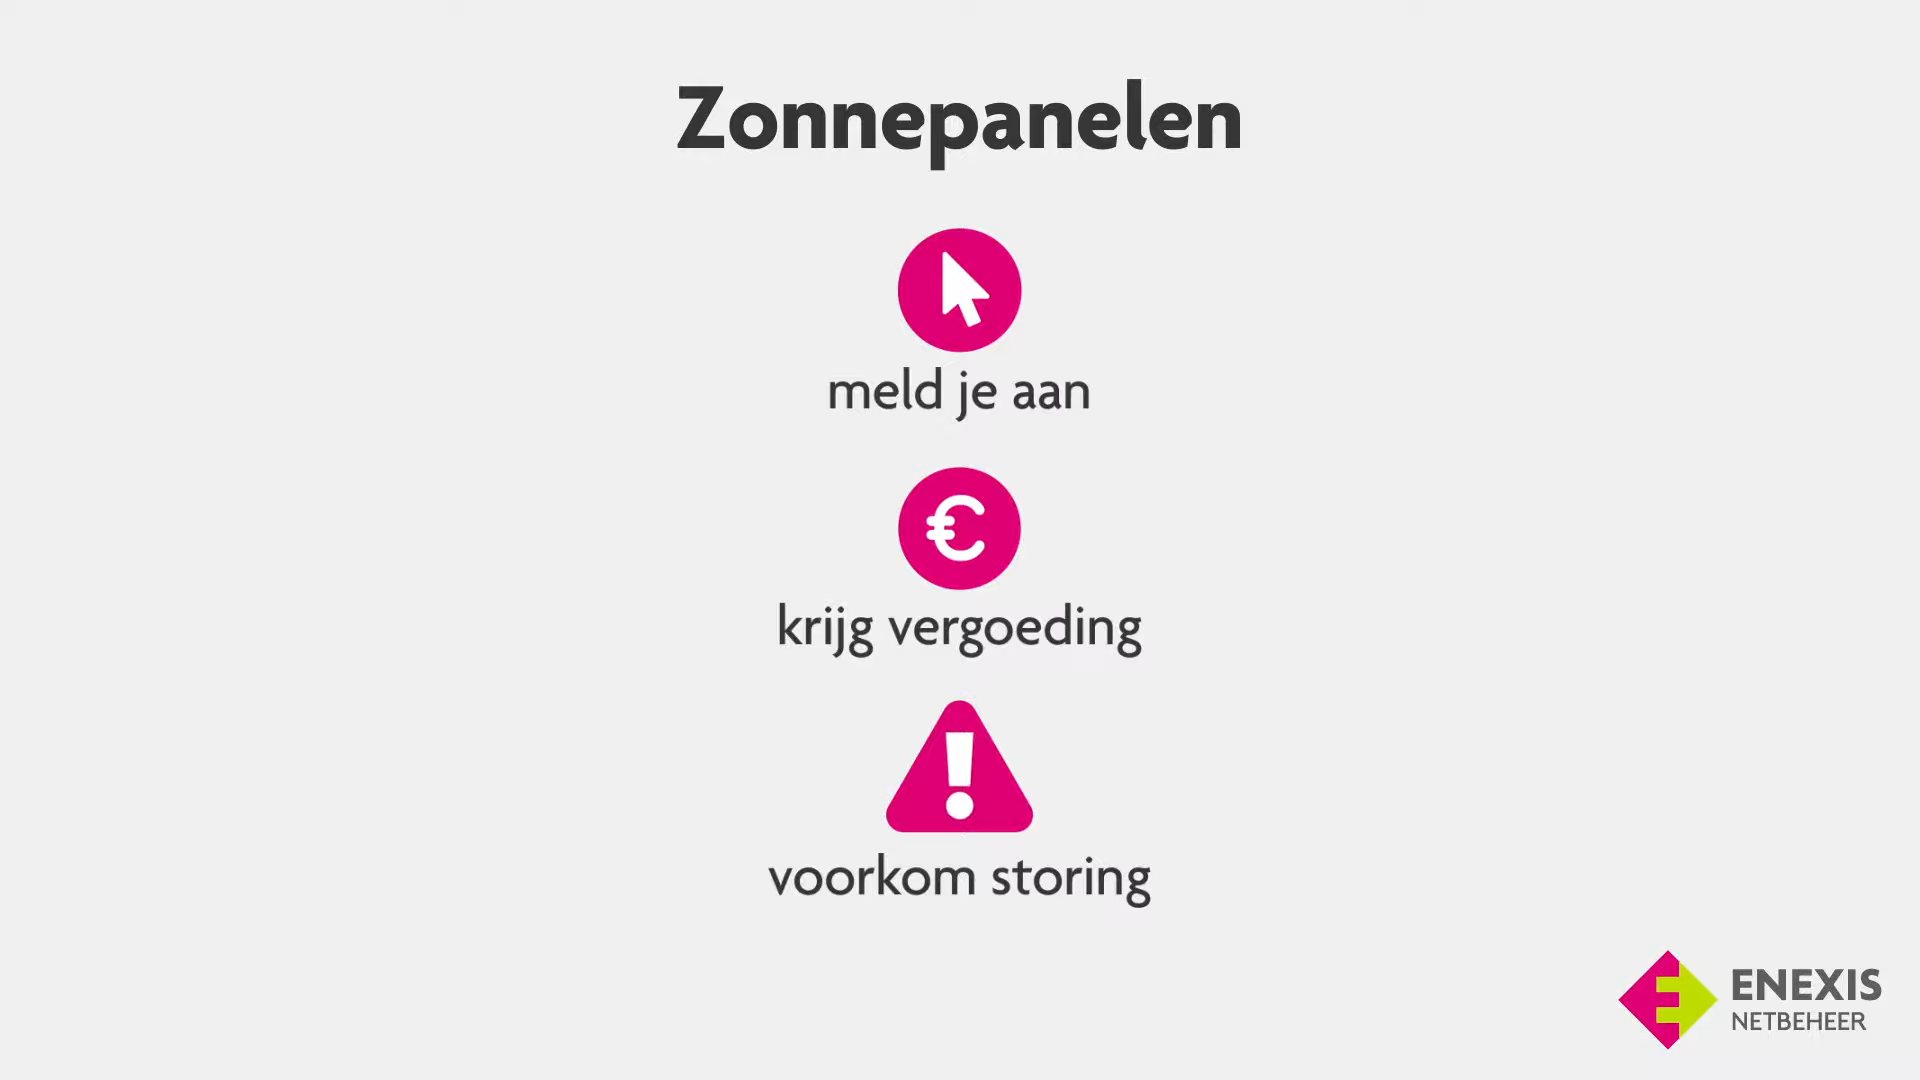 Zonnepanelen
meld je aan
krijg vergoeding
voorkom storing
ENEXIS
NETBEHEER